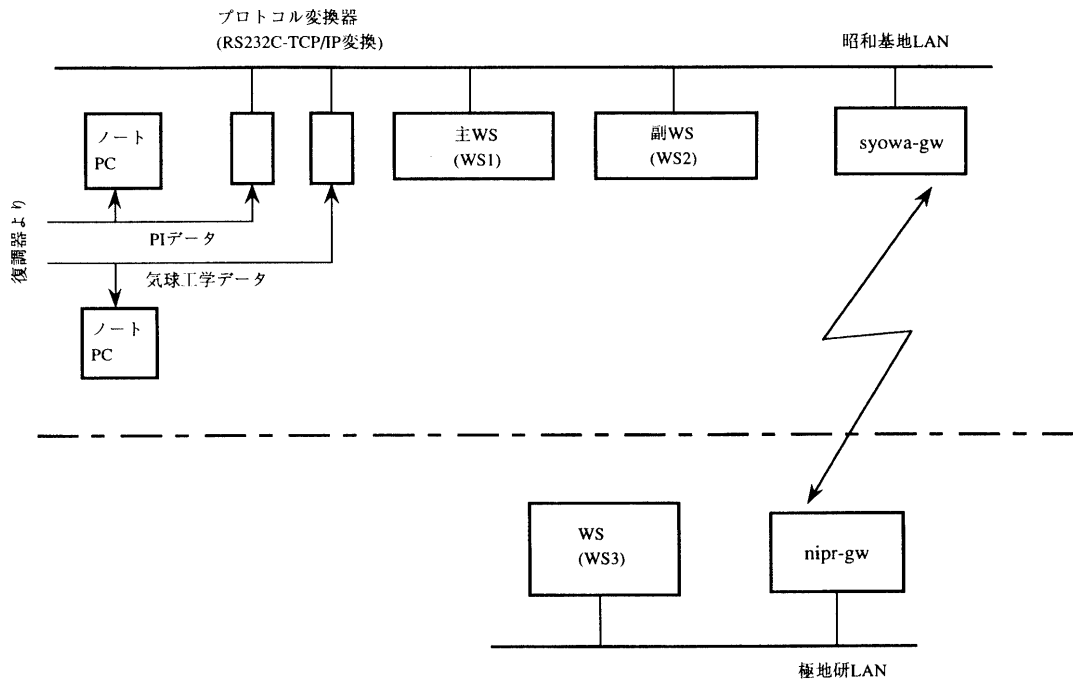 プロトコル変換器
(RS232C-TCP/IP変換)
昭和基地LAN
ノート
PC
主WS
(WS1)
副WS
(WS2)
syowa-gw
復調器より
PIデータ
気球工学データ
ノート
PC
WS
(WS3)
nipr-gw
極地研LAN